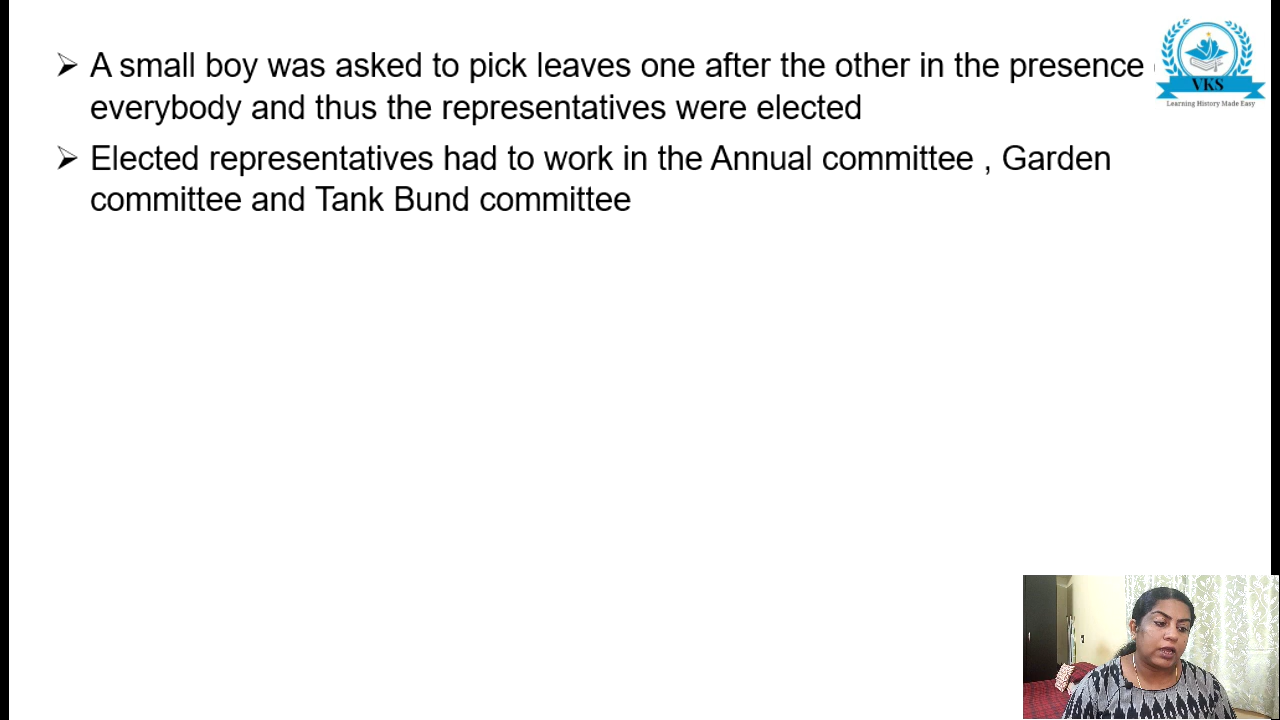 ➢ A small boy was asked to pick leaves one after the other in the presence
everybody and thus the representatives were elected
➢ Elected representatives had to work in the Annual committee , Garden
committee and Tank Bund committee
VKS
Learning History Made Easy